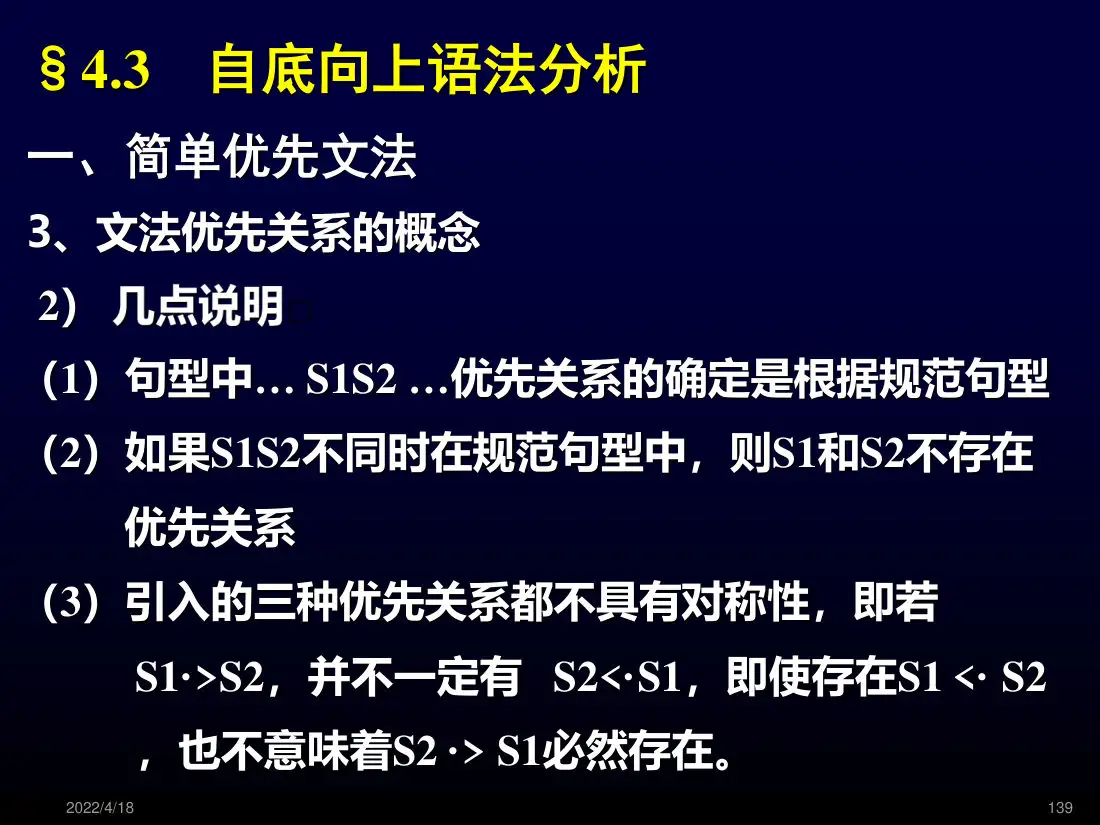 §4.3 自底向上语法分析
一、简单优先文法
3、文法优先关系的概念
2） 几点说明
（1）句型中… S1S2 …优先关系的确定是根据规范句型
（2）如果S1S2不同时在规范句型中，则S1和S2不存在
优先关系
（3）引入的三种优先关系都不具有对称性，即若
S1·>S2，并不一定有 S2<·S1，即使存在S1 <· S2
，也不意味着S2 ·> S1必然存在。
2022/4/18
139